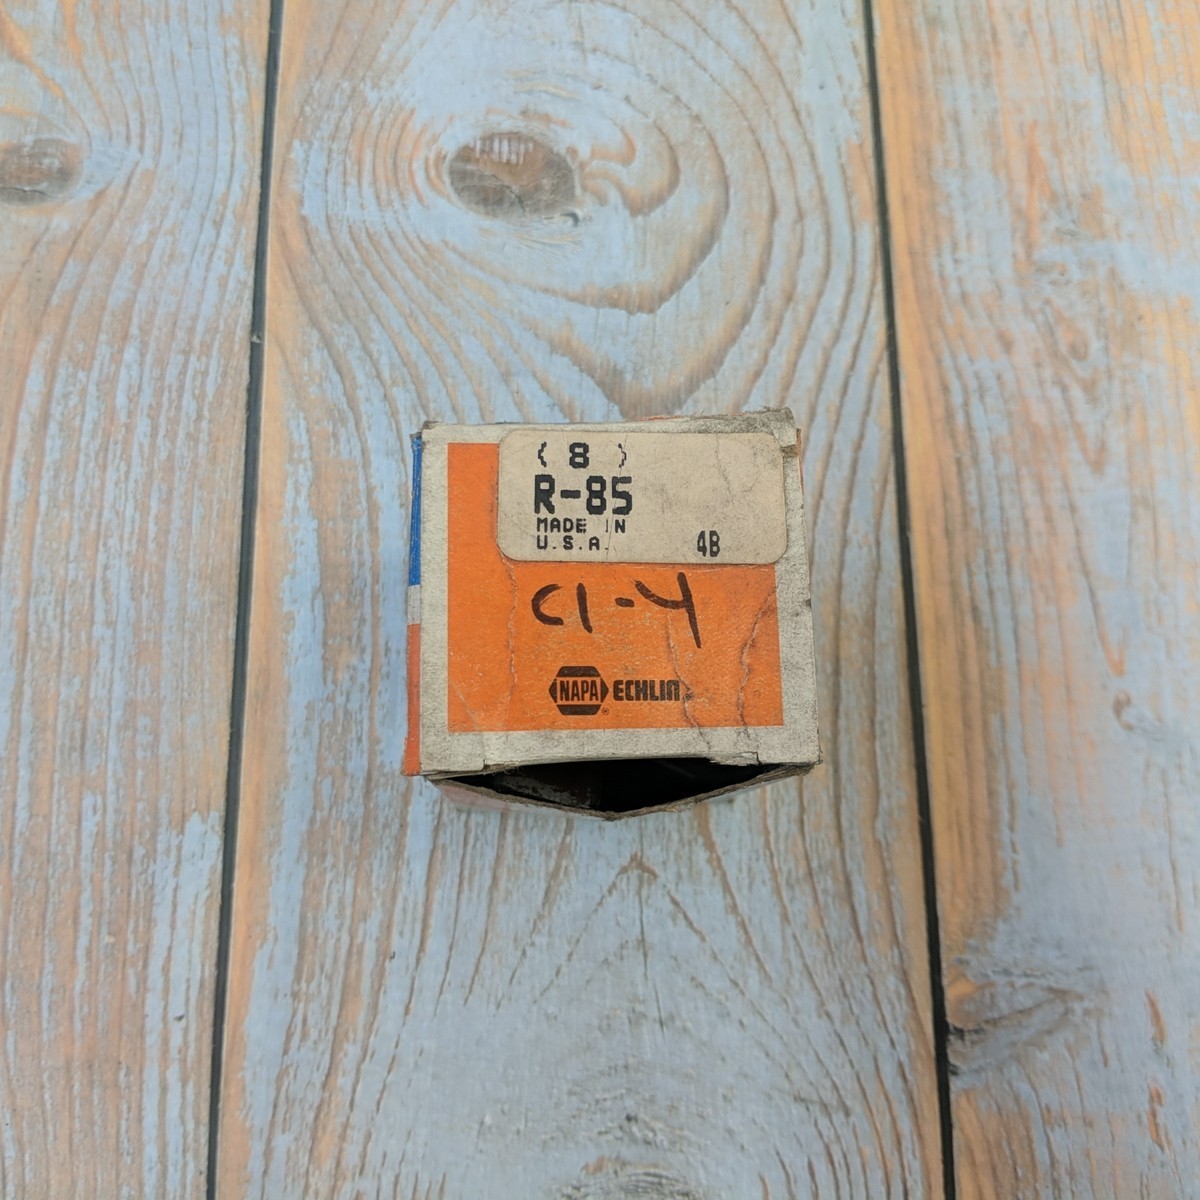 ( 8 )
R-85
MADE IN
U.S.A. 4B
C1-4
NAPA ECHLIN